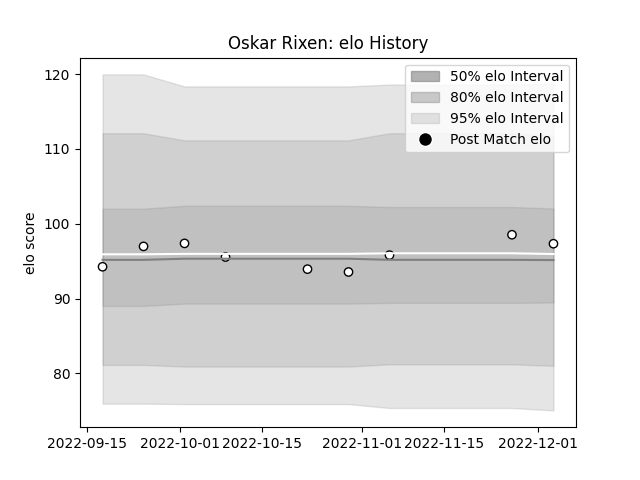 Oskar Rixen: elo History
120
110
100
90
80
elo score
50% elo Interval
80% elo Interval
95% elo Interval
Post Match elo
2022-09-15
2022-10-01
2022-10-15
2022-11-01
2022-11-15
2022-12-01